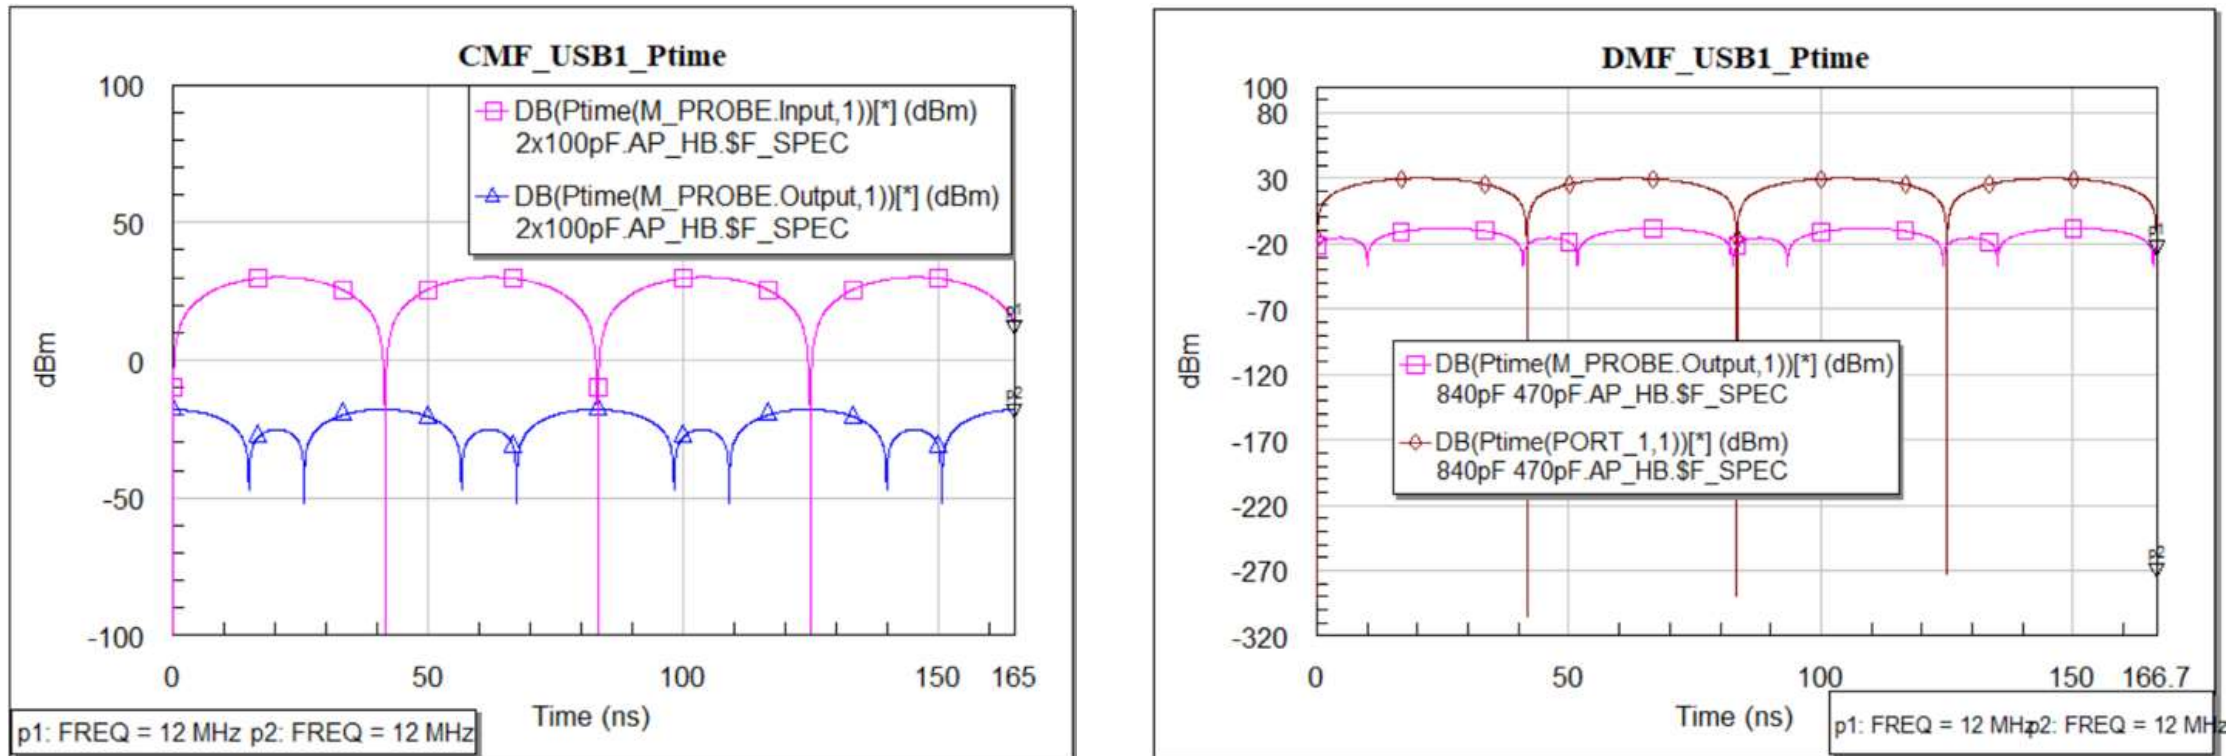 CMF_USB1_Ptime
100
50
0
-50
-100
dBm
DB(Ptime(M_PROBE.Input,1))[*] (dBm)
2x100pF.AP_HB.$F_SPEC
DB(Ptime(M_PROBE.Output,1))[*] (dBm)
2x100pF.AP_HB.$F_SPEC
p1
p2
0 50 100 150 165
Time (ns)
p1: FREQ = 12 MHz p2: FREQ = 12 MHz
DMF_USB1_Ptime
100
80
30
-20
-70
-120
-170
-220
-270
-320
dBm
p1
DB(Ptime(M_PROBE.Output,1))[*] (dBm)
840pF 470pF.AP_HB.$F_SPEC
DB(Ptime(PORT_1,1))[*] (dBm)
840pF 470pF.AP_HB.$F_SPEC
p2
0 50 100 150 166.7
Time (ns)
p1: FREQ = 12 MHz p2: FREQ = 12 MHz